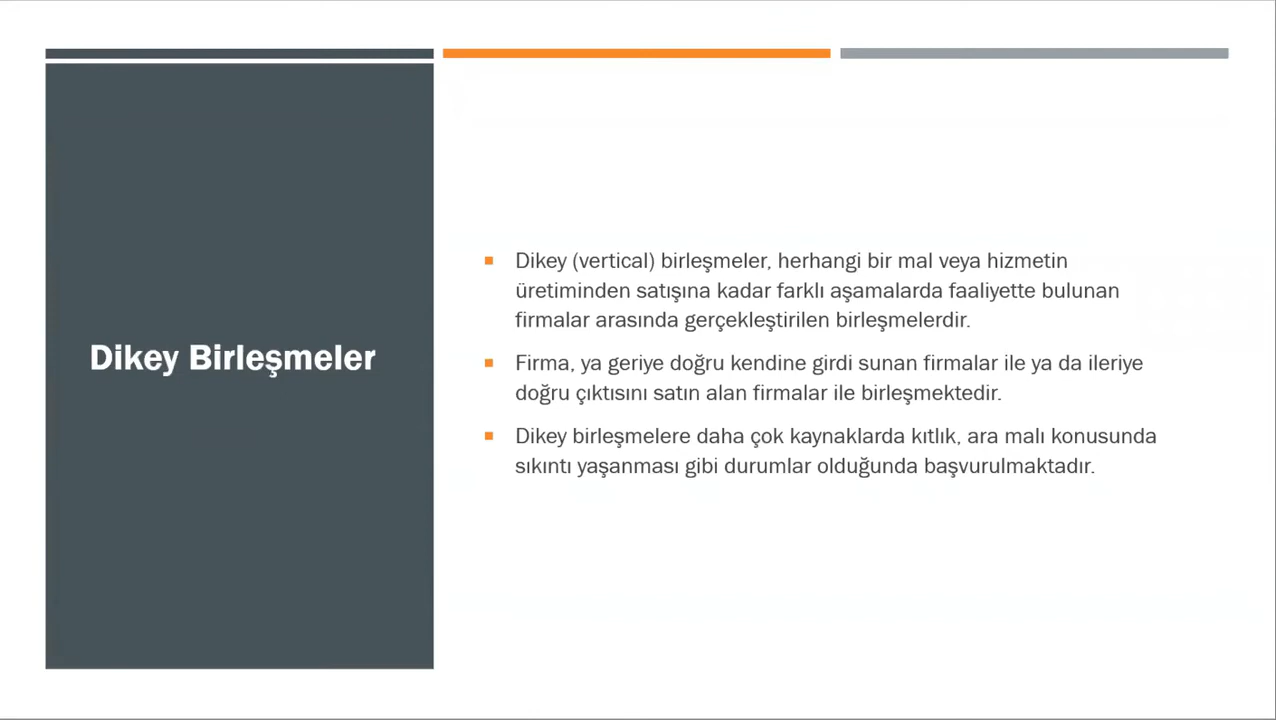 Dikey Birleşmeler
Dikey (vertical) birleşmeler, herhangi bir mal veya hizmetin
üretiminden satışına kadar farklı aşamalarda faaliyette bulunan
firmalar arasında gerçekleştirilen birleşmelerdir.
Firma, ya geriye doğru kendine girdi sunan firmalar ile ya da ileriye
doğru çıktısını satın alan firmalar ile birleşmektedir.
Dikey birleşmelere daha çok kaynaklarda kıtlık, ara malı konusunda
sıkıntı yaşanması gibi durumlar olduğunda başvurulmaktadır.